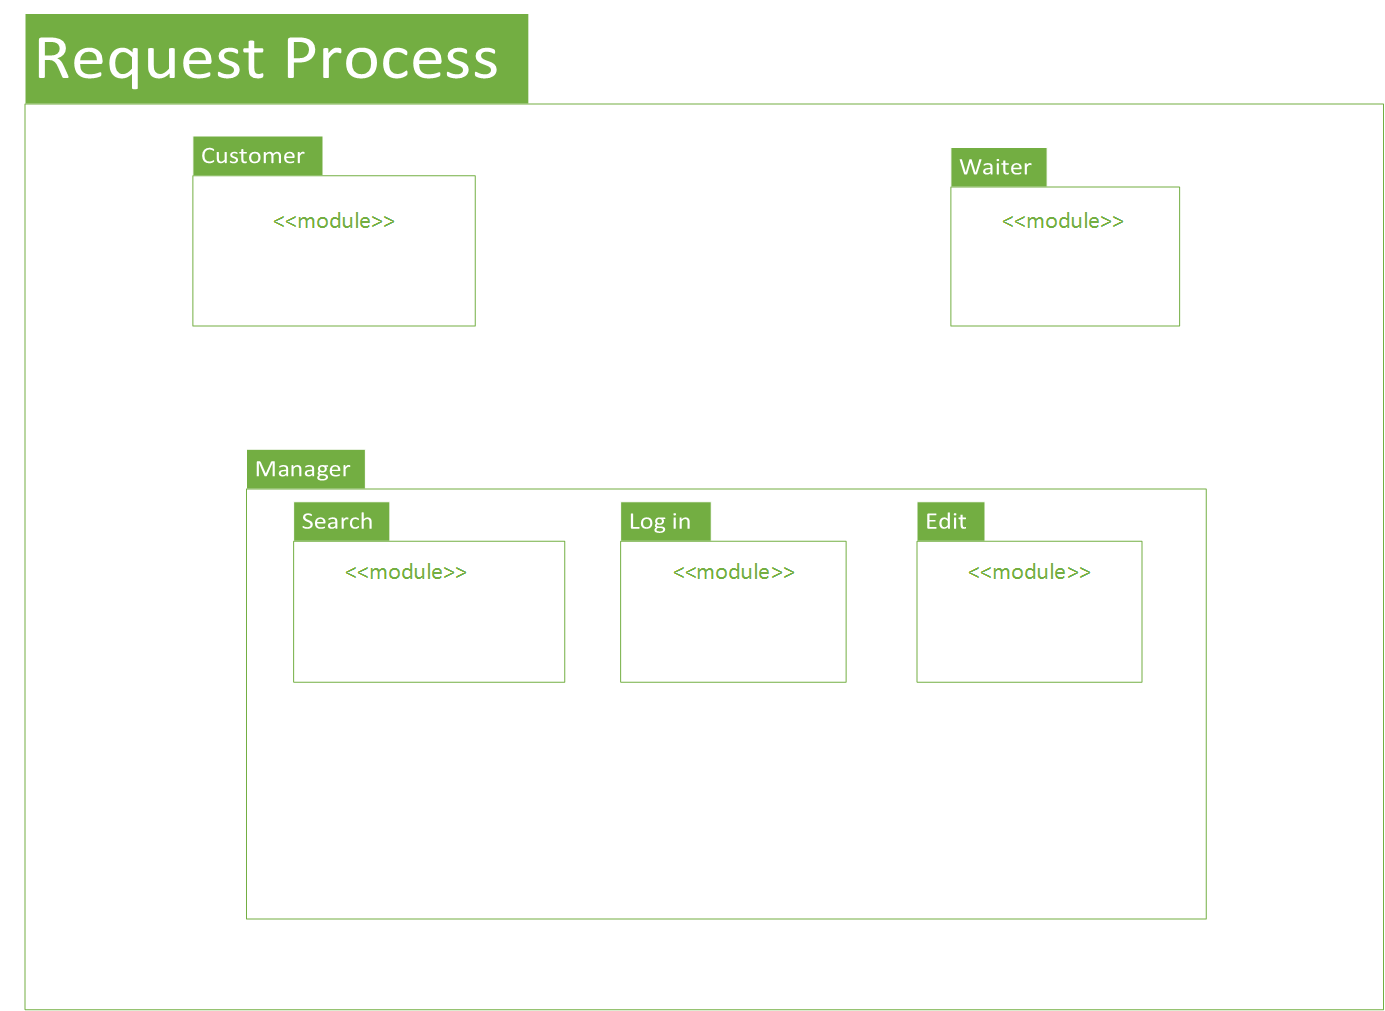 Request Process
Customer
<<module>>
Waiter
<<module>>
Manager
Search
<<module>>
Log in
<<module>>
Edit
<<module>>